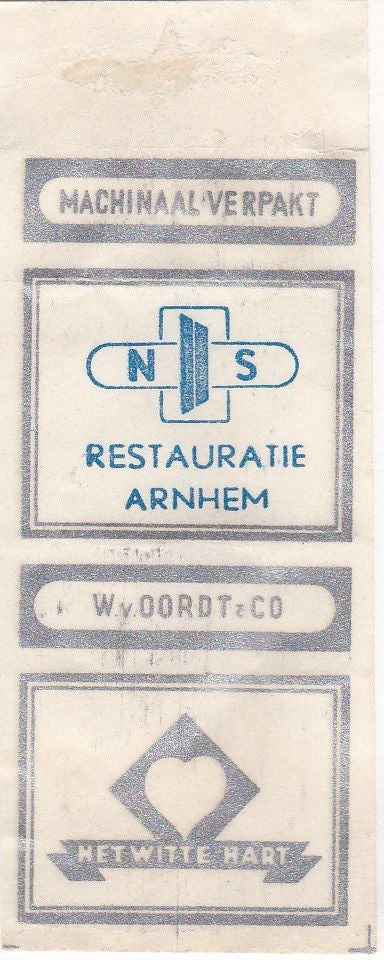 MACHINAAL VERPAKT
N S
RESTAURATIE
ARNHEM
W.v.OORDT & CO
HET WITTE HART